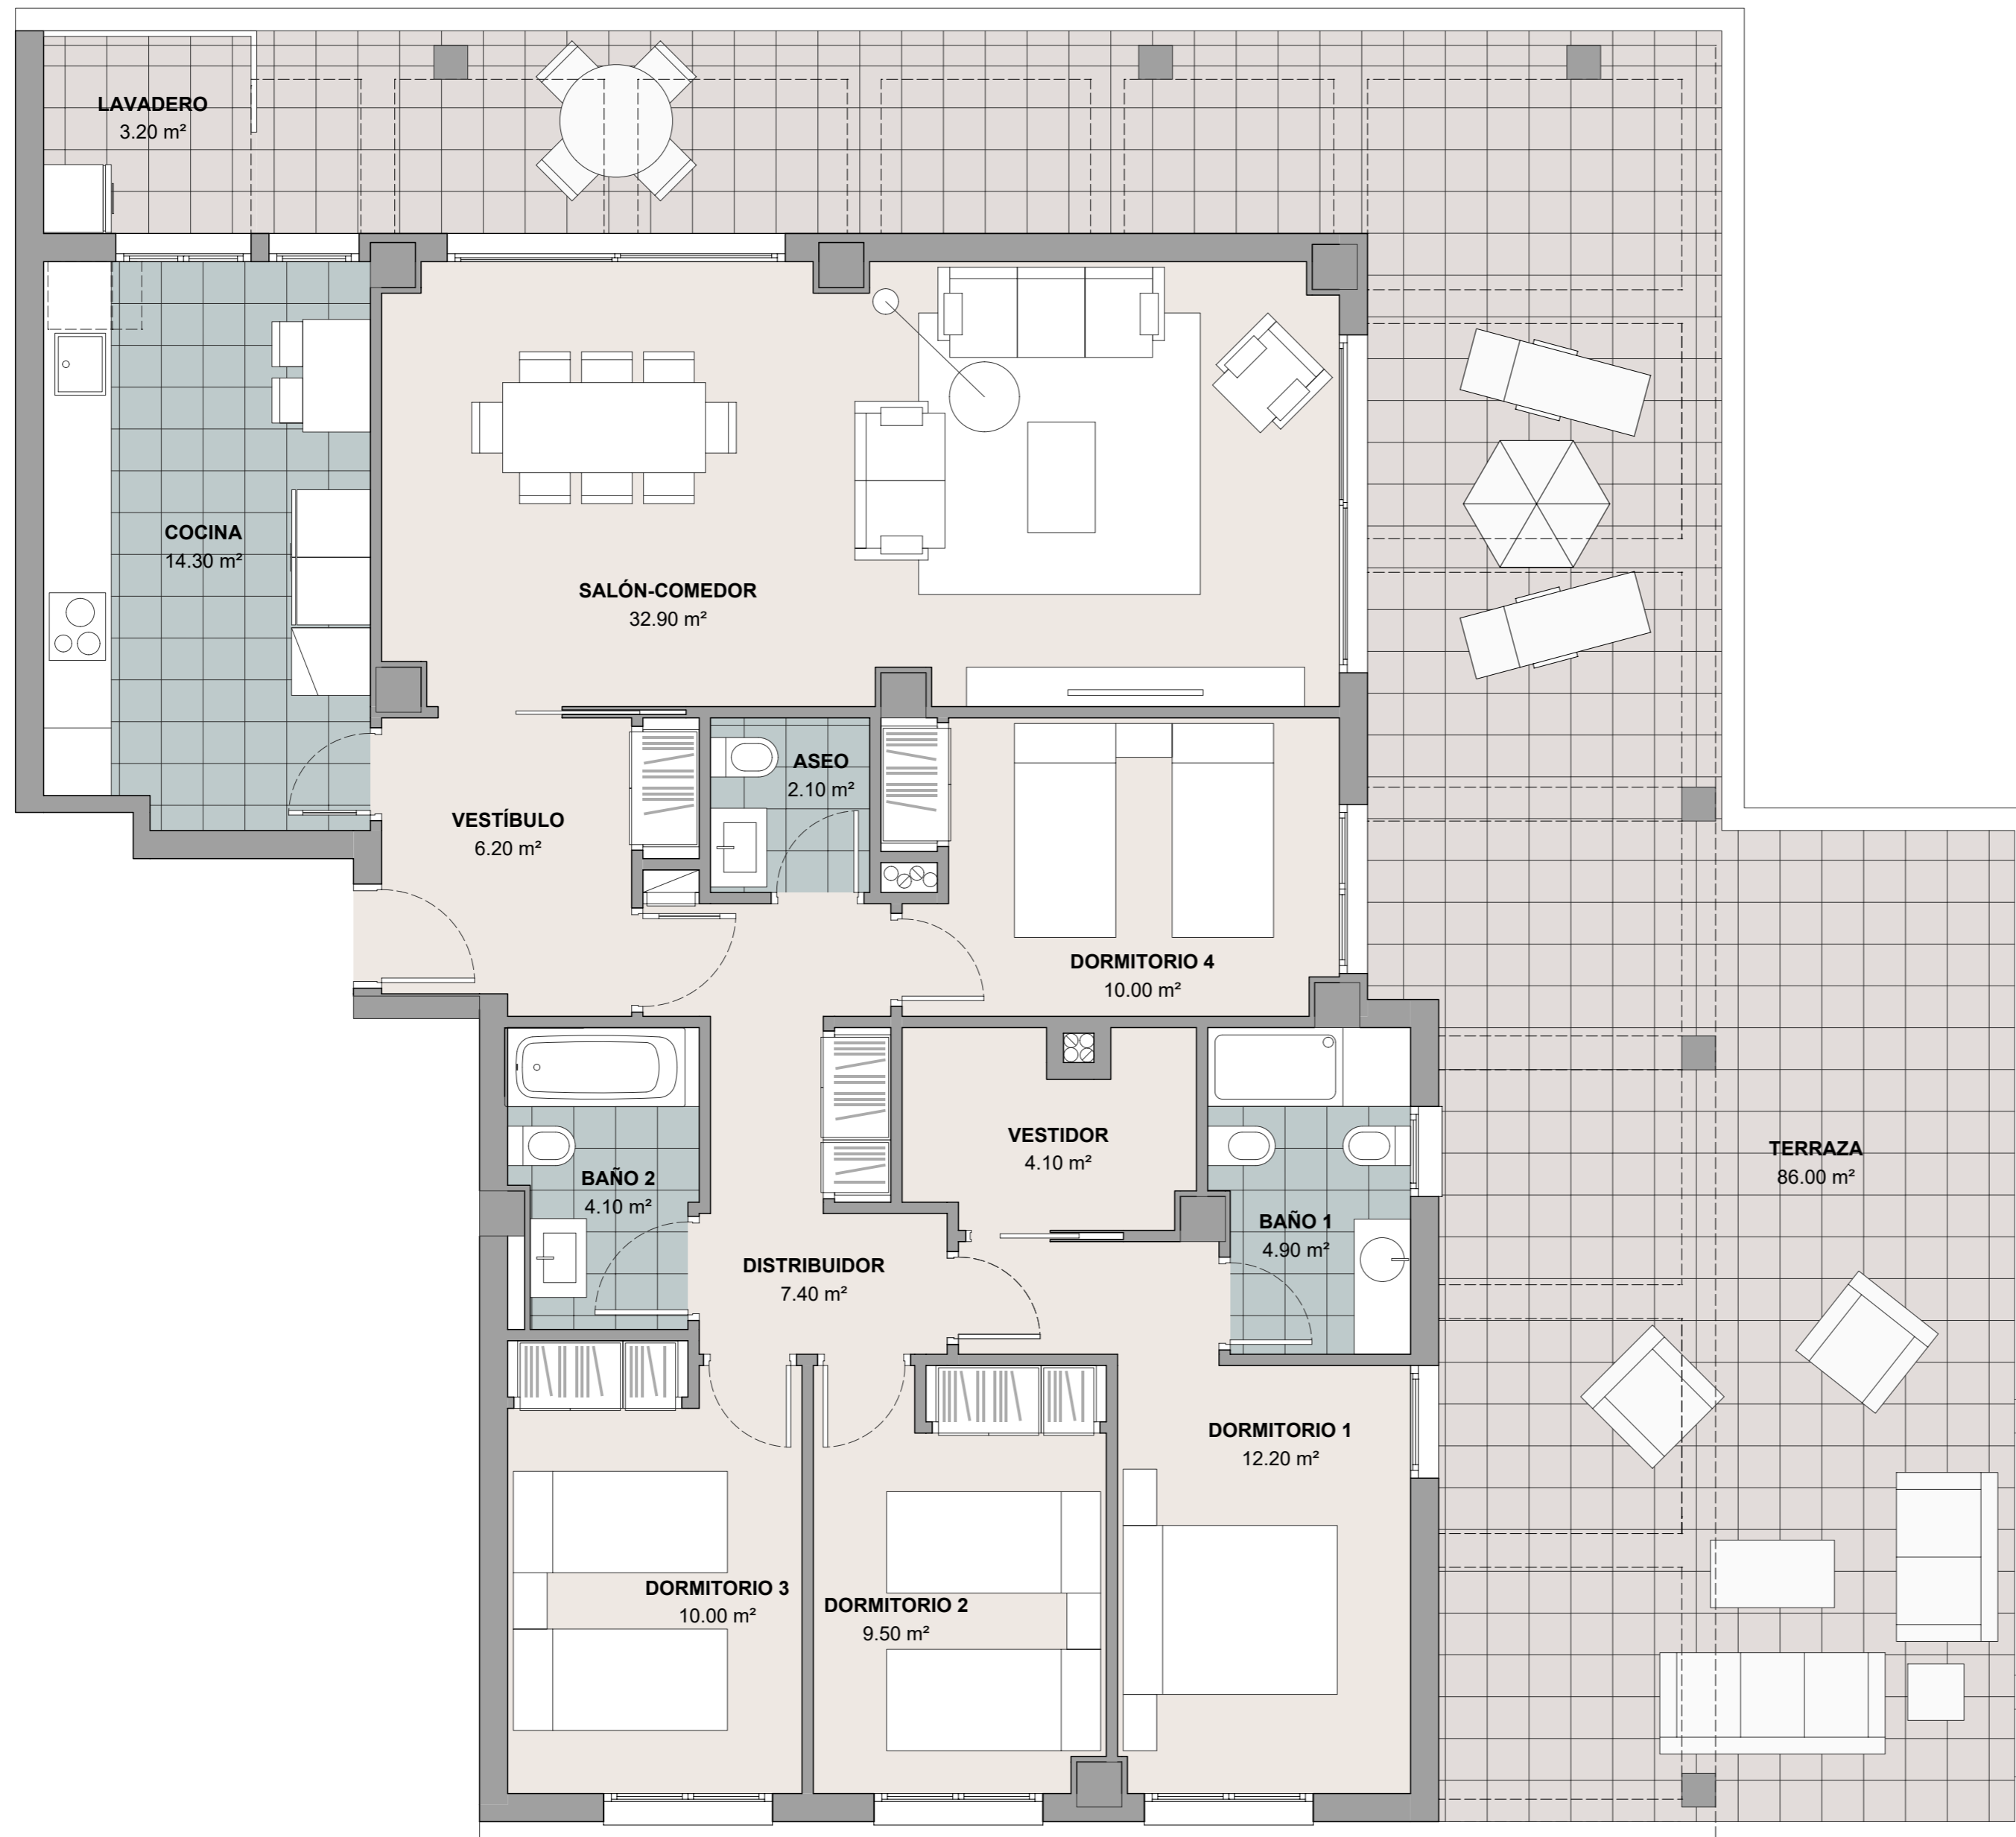 LAVADERO
3.20 m²
COCINA
14.30 m²
SALÓN-COMEDOR
32.90 m²
ASEO
2.10 m²
VESTÍBULO
6.20 m²
DORMITORIO 4
10.00 m²
VESTIDOR
4.10 m²
TERRAZA
86.00 m²
BAÑO 2
4.10 m²
BAÑO 1
4.90 m²
DISTRIBUIDOR
7.40 m²
DORMITORIO 1
12.20 m²
DORMITORIO 3
10.00 m²
DORMITORIO 2
9.50 m²